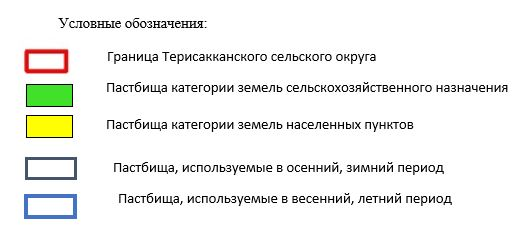 Условные обозначения:
Граница Терисакканского сельского округа
Пастбища категории земель сельскохозяйственного назначения
Пастбища категории земель населенных пунктов
Пастбища, используемые в осенний, зимний период
Пастбища, используемые в весенний, летний период